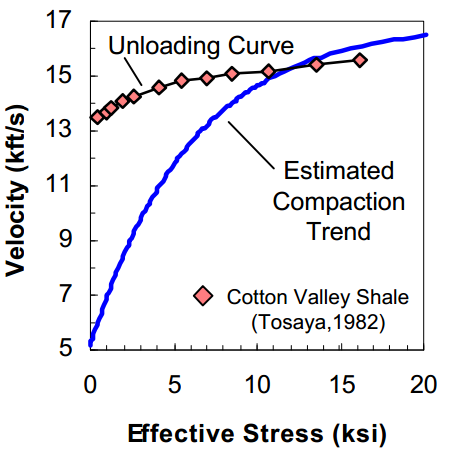 17
15
13
11
9
7
5
Velocity (kft/s)
Unloading Curve
Estimated
Compaction
Trend
Cotton Valley Shale
(Tosaya,1982)
0 5 10 15 20
Effective Stress (ksi)